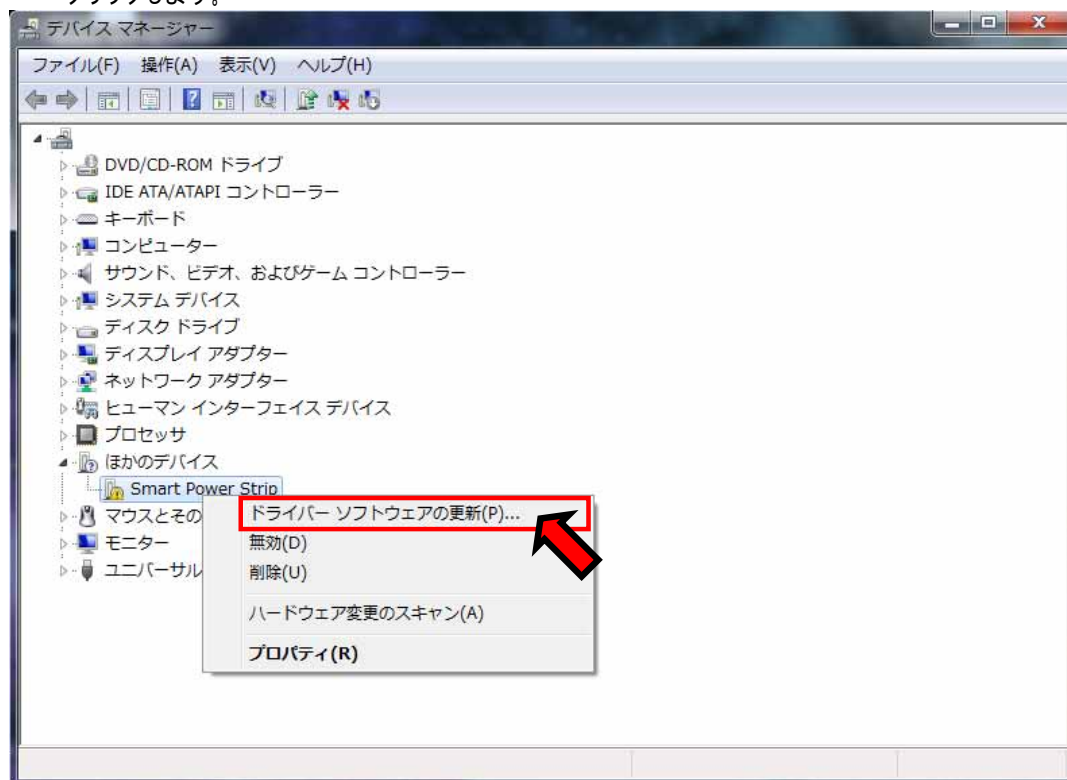 クリックします。
デバイス マネージャー
ファイル(F) 操作(A) 表示(V) ヘルプ(H)
DVD/CD-ROM ドライブ
IDE ATA/ATAPI コントローラー
キーボード
コンピューター
サウンド、ビデオ、およびゲーム コントローラー
システム デバイス
ディスク ドライブ
ディスプレイ アダプター
ネットワーク アダプター
ヒューマン インターフェイス デバイス
プロセッサ
ほかのデバイス
Smart Power Strip
マウスとその
ドライバー ソフトウェアの更新(P)...
モニター
無効(D)
ユニバーサル
削除(U)
ハードウェア変更のスキャン(A)
プロパティ(R)